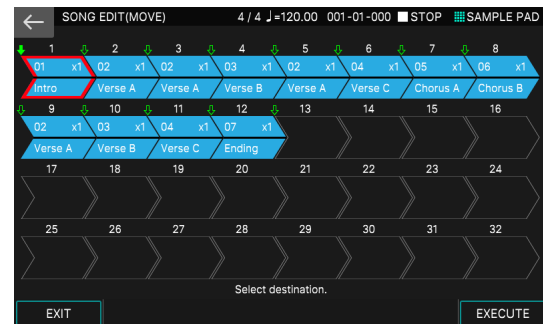 SONG EDIT(MOVE) 4 / 4 ♩=120.00 001-01-000 STOP SAMPLE PAD
1 2 3 4 5 6 7 8
01 x1 02 x1 02 x1 03 x1 02 x1 04 x1 05 x1 06 x1
Intro Verse A Verse A Verse B Verse A Verse C Chorus A Chorus B
9 10 11 12 13 14 15 16
02 x1 03 x1 04 x1 07 x1
Verse A Verse B Verse C Ending
17 18 19 20 21 22 23 24
25 26 27 28 29 30 31 32
Select destination.
EXIT EXECUTE